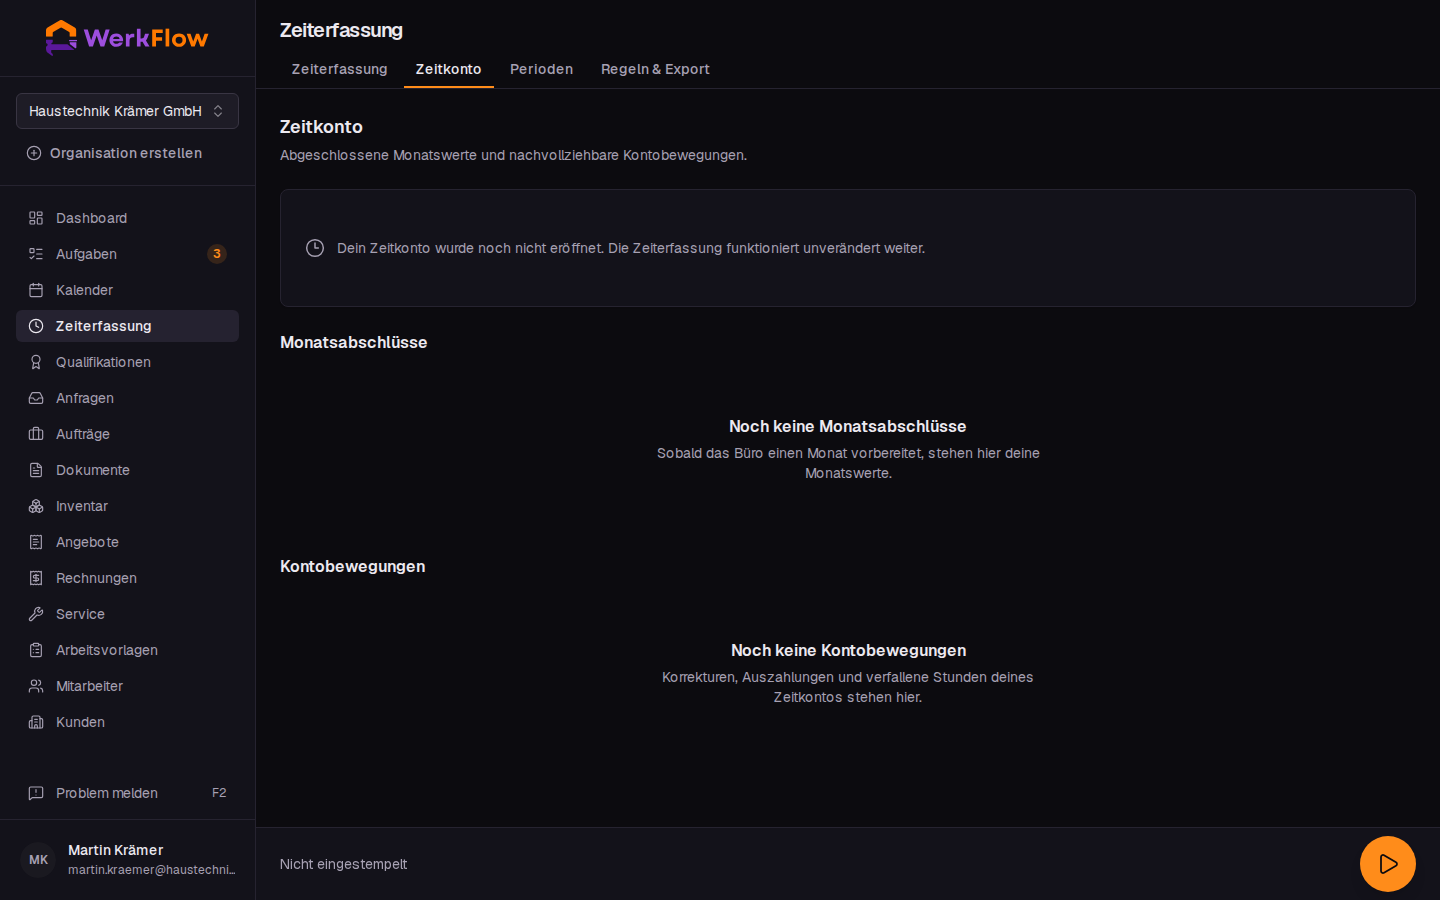 WerkFlow
Haustechnik Krämer GmbH
Organisation erstellen
Dashboard
Aufgaben
3
Kalender
Zeiterfassung
Qualifikationen
Anfragen
Aufträge
Dokumente
Inventar
Angebote
Rechnungen
Service
Arbeitsvorlagen
Mitarbeiter
Kunden
Problem melden
F2
MK
Martin Krämer
martin.kraemer@haustechni…
Zeiterfassung
Zeiterfassung
Zeitkonto
Perioden
Regeln & Export
Zeitkonto
Abgeschlossene Monatswerte und nachvollziehbare Kontobewegungen.
Dein Zeitkonto wurde noch nicht eröffnet. Die Zeiterfassung funktioniert unverändert weiter.
Monatsabschlüsse
Noch keine Monatsabschlüsse
Sobald das Büro einen Monat vorbereitet, stehen hier deine
Monatswerte.
Kontobewegungen
Noch keine Kontobewegungen
Korrekturen, Auszahlungen und verfallene Stunden deines
Zeitkontos stehen hier.
Nicht eingestempelt